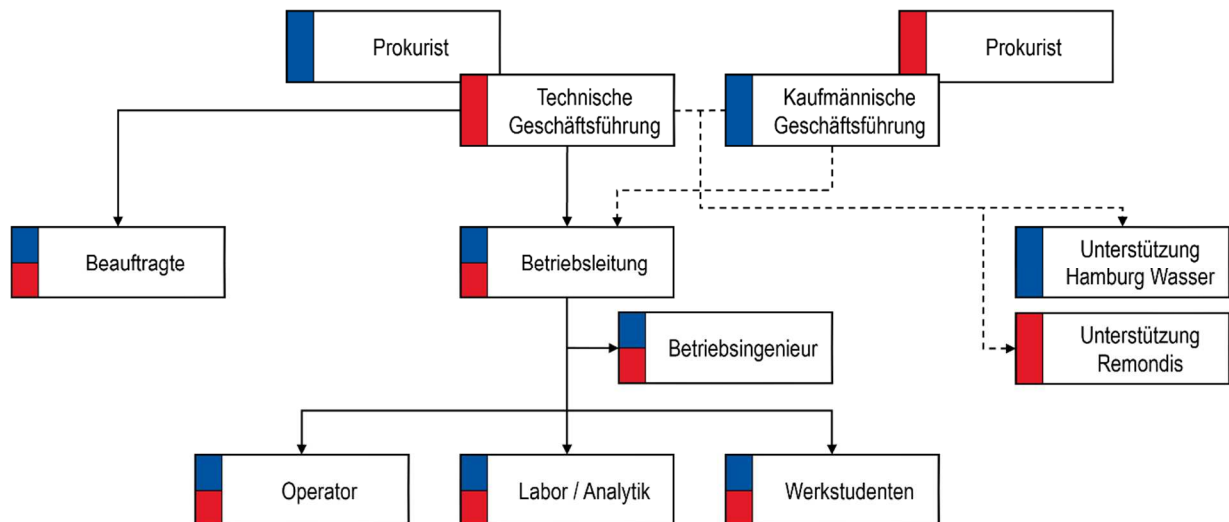 Prokurist
Prokurist
Technische
Geschäftsführung
Kaufmännische
Geschäftsführung
Beauftragte
Betriebsleitung
Unterstützung
Hamburg Wasser
Betriebsingenieur
Unterstützung
Remondis
Operator
Labor / Analytik
Werkstudenten